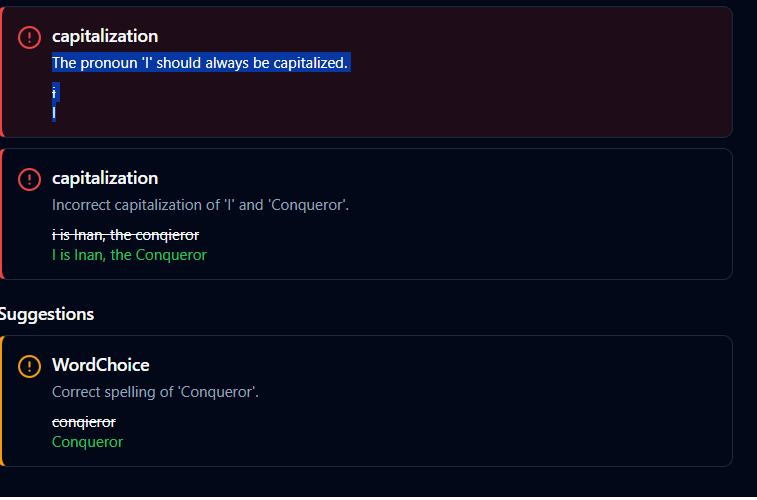 capitalization
The pronoun 'I' should always be capitalized.
i
I
capitalization
Incorrect capitalization of 'I' and 'Conqueror'.
i is Inan, the conqieror
I is Inan, the Conqueror
Suggestions
WordChoice
Correct spelling of 'Conqueror'.
conqieror
Conqueror